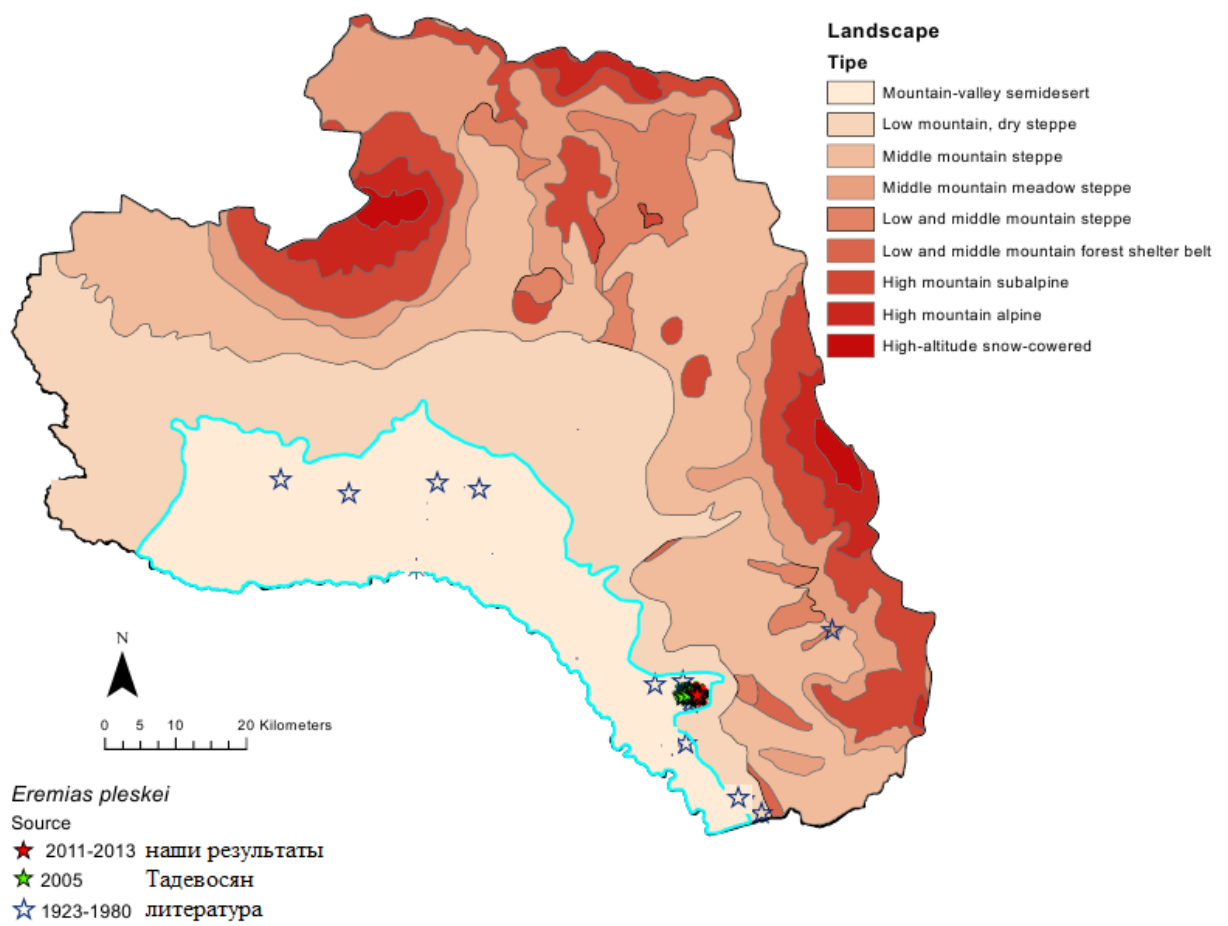 Landscape
Tipe
Mountain-valley semidesert
Low mountain, dry steppe
Middle mountain steppe
Middle mountain meadow steppe
Low and middle mountain steppe
Low and middle mountain forest shelter belt
High mountain subalpine
High mountain alpine
High-altitude snow-cowered
N
0 5 10 20 Kilometers
Eremias pleskei
Source
2011-2013 наши результаты
2005 Тадевосян
1923-1980 литература